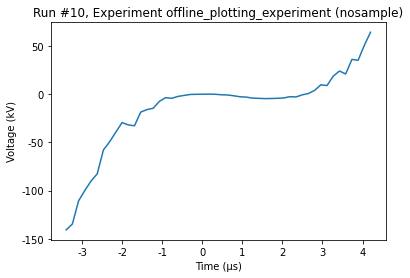 Run #10, Experiment offline_plotting_experiment (nosample)
Voltage (kV)
50
0
-50
-100
-150
-3 -2 -1 0 1 2 3 4
Time (μs)